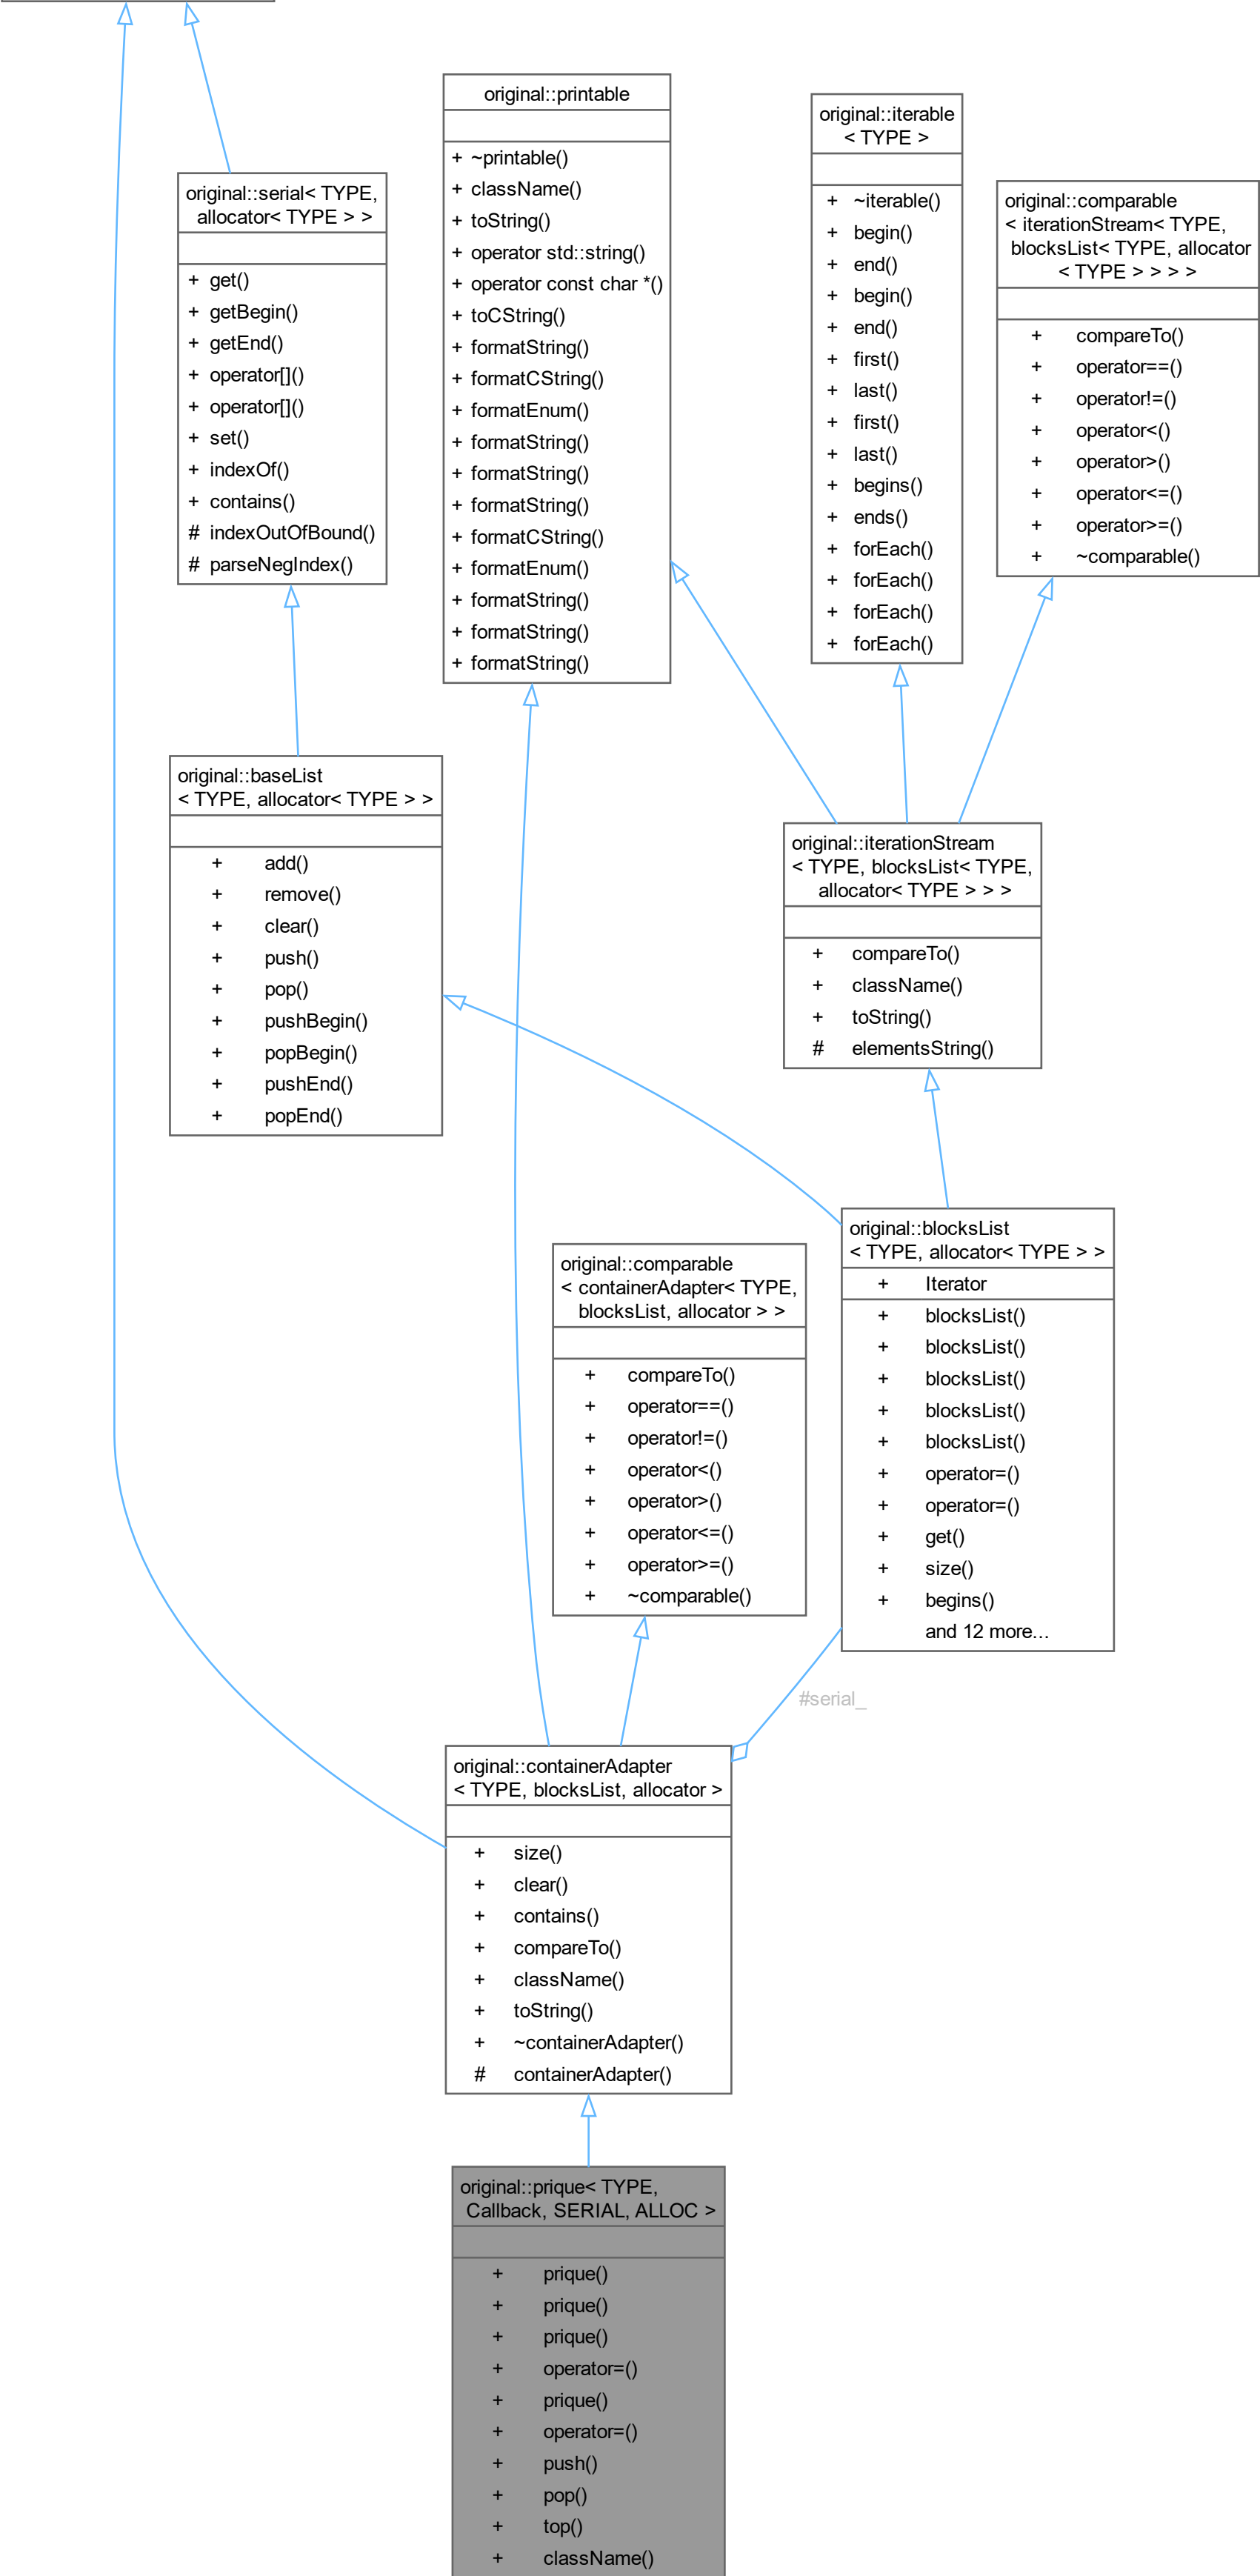 original::printable
+ ~printable()
+ className()
+ toString()
+ operator std::string()
+ operator const char *()
+ toCString()
+ formatString()
+ formatCString()
+ formatEnum()
+ formatString()
+ formatString()
+ formatString()
+ formatCString()
+ formatEnum()
+ formatString()
+ formatString()
+ formatString()
original::iterable
< TYPE >
+ ~iterable()
+ begin()
+ end()
+ begin()
+ end()
+ first()
+ last()
+ first()
+ last()
+ begins()
+ ends()
+ forEach()
+ forEach()
+ forEach()
+ forEach()
original::serial< TYPE,
allocator< TYPE > >
+ get()
+ getBegin()
+ getEnd()
+ operator[]()
+ operator[]()
+ set()
+ indexOf()
+ contains()
# indexOutOfBound()
# parseNegIndex()
original::comparable
< iterationStream< TYPE,
blocksList< TYPE, allocator
< TYPE > > > >
+ compareTo()
+ operator==()
+ operator!=()
+ operator<()
+ operator>()
+ operator<=()
+ operator>=()
+ ~comparable()
original::baseList
< TYPE, allocator< TYPE > >
+ add()
+ remove()
+ clear()
+ push()
+ pop()
+ pushBegin()
+ popBegin()
+ pushEnd()
+ popEnd()
original::iterationStream
< TYPE, blocksList< TYPE,
allocator< TYPE > > >
+ compareTo()
+ className()
+ toString()
# elementsString()
original::blocksList
< TYPE, allocator< TYPE > >
+ Iterator
+ blocksList()
+ blocksList()
+ blocksList()
+ blocksList()
+ blocksList()
+ operator=()
+ operator=()
+ get()
+ size()
+ begins()
and 12 more...
original::comparable
< containerAdapter< TYPE,
blocksList, allocator > >
+ compareTo()
+ operator==()
+ operator!=()
+ operator<()
+ operator>()
+ operator<=()
+ operator>=()
+ ~comparable()
#serial_
original::containerAdapter
< TYPE, blocksList, allocator >
+ size()
+ clear()
+ contains()
+ compareTo()
+ className()
+ toString()
+ ~containerAdapter()
# containerAdapter()
original::prique< TYPE,
Callback, SERIAL, ALLOC >
+ prique()
+ prique()
+ prique()
+ operator=()
+ prique()
+ operator=()
+ push()
+ pop()
+ top()
+ className()